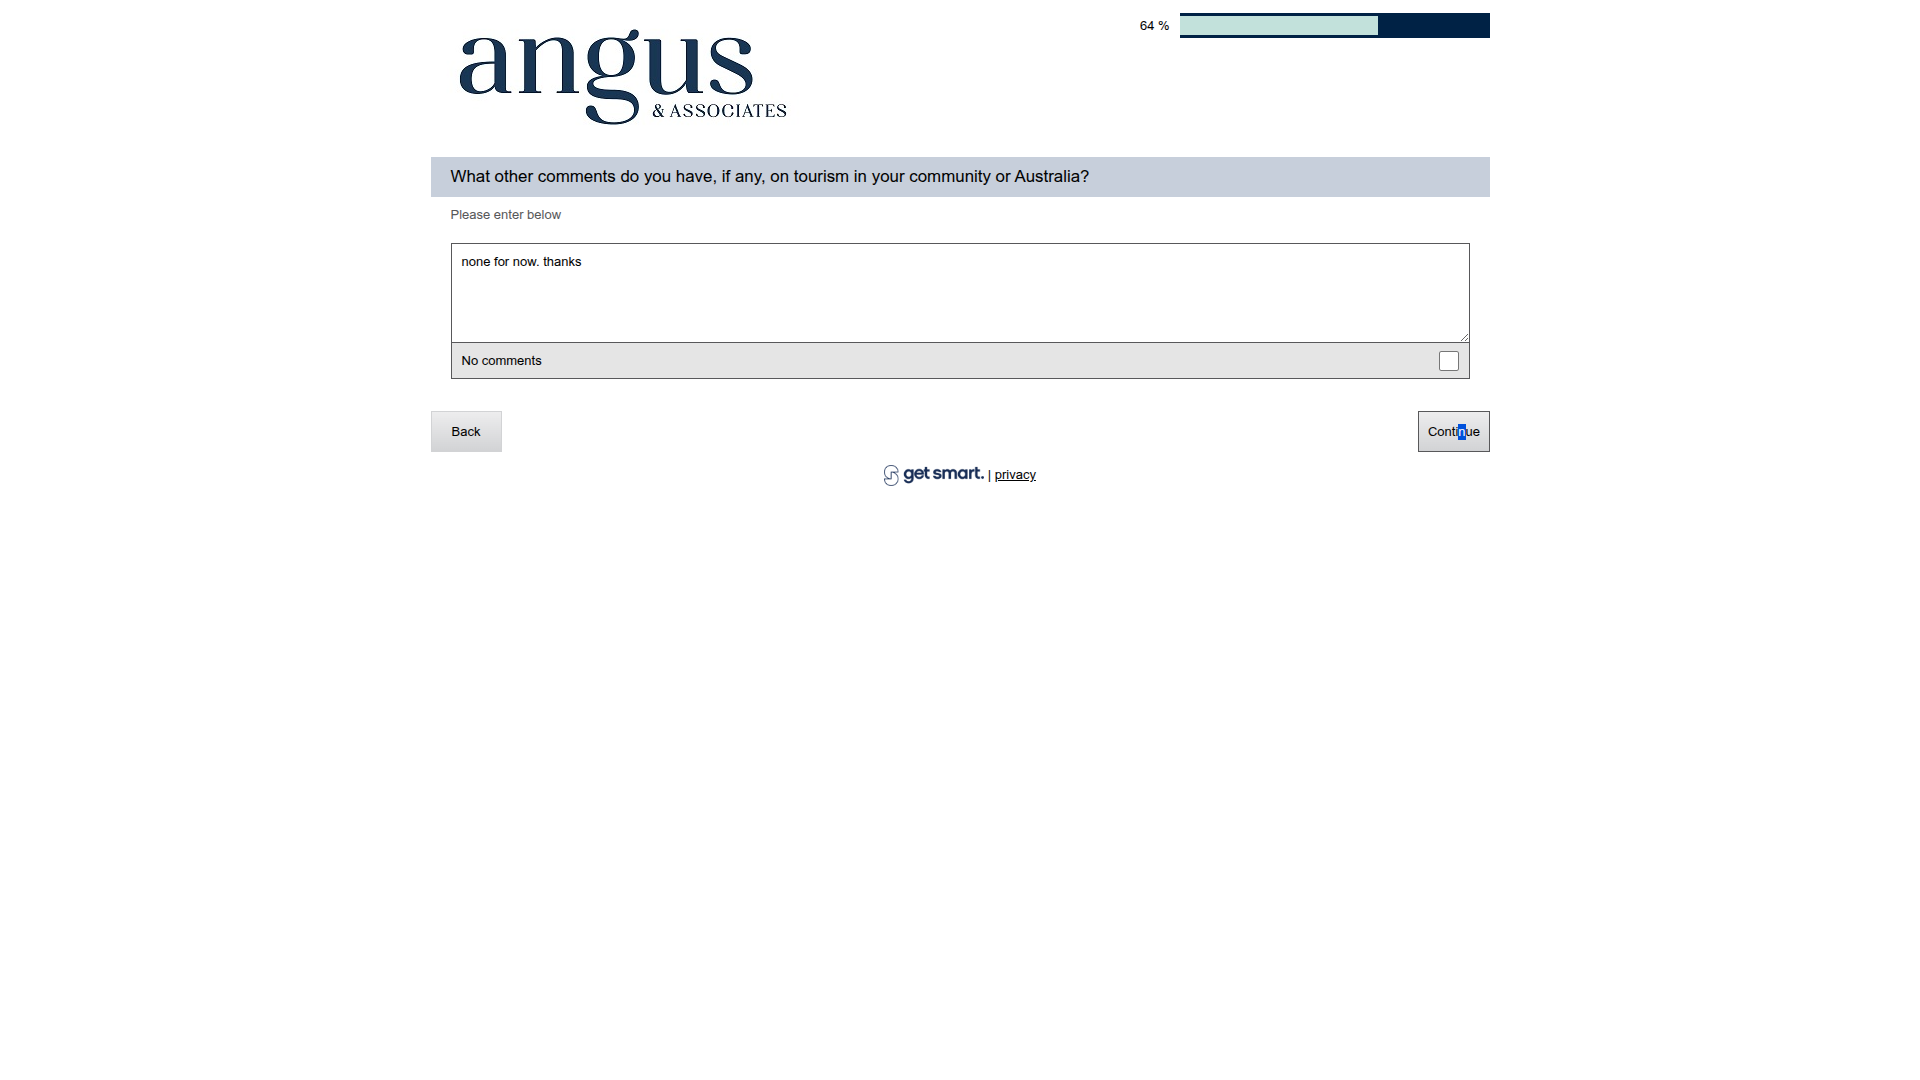 64 %
angus
& ASSOCIATES
What other comments do you have, if any, on tourism in your community or Australia?
Please enter below
none for now. thanks
No comments
Back
Continue
get smart. | privacy